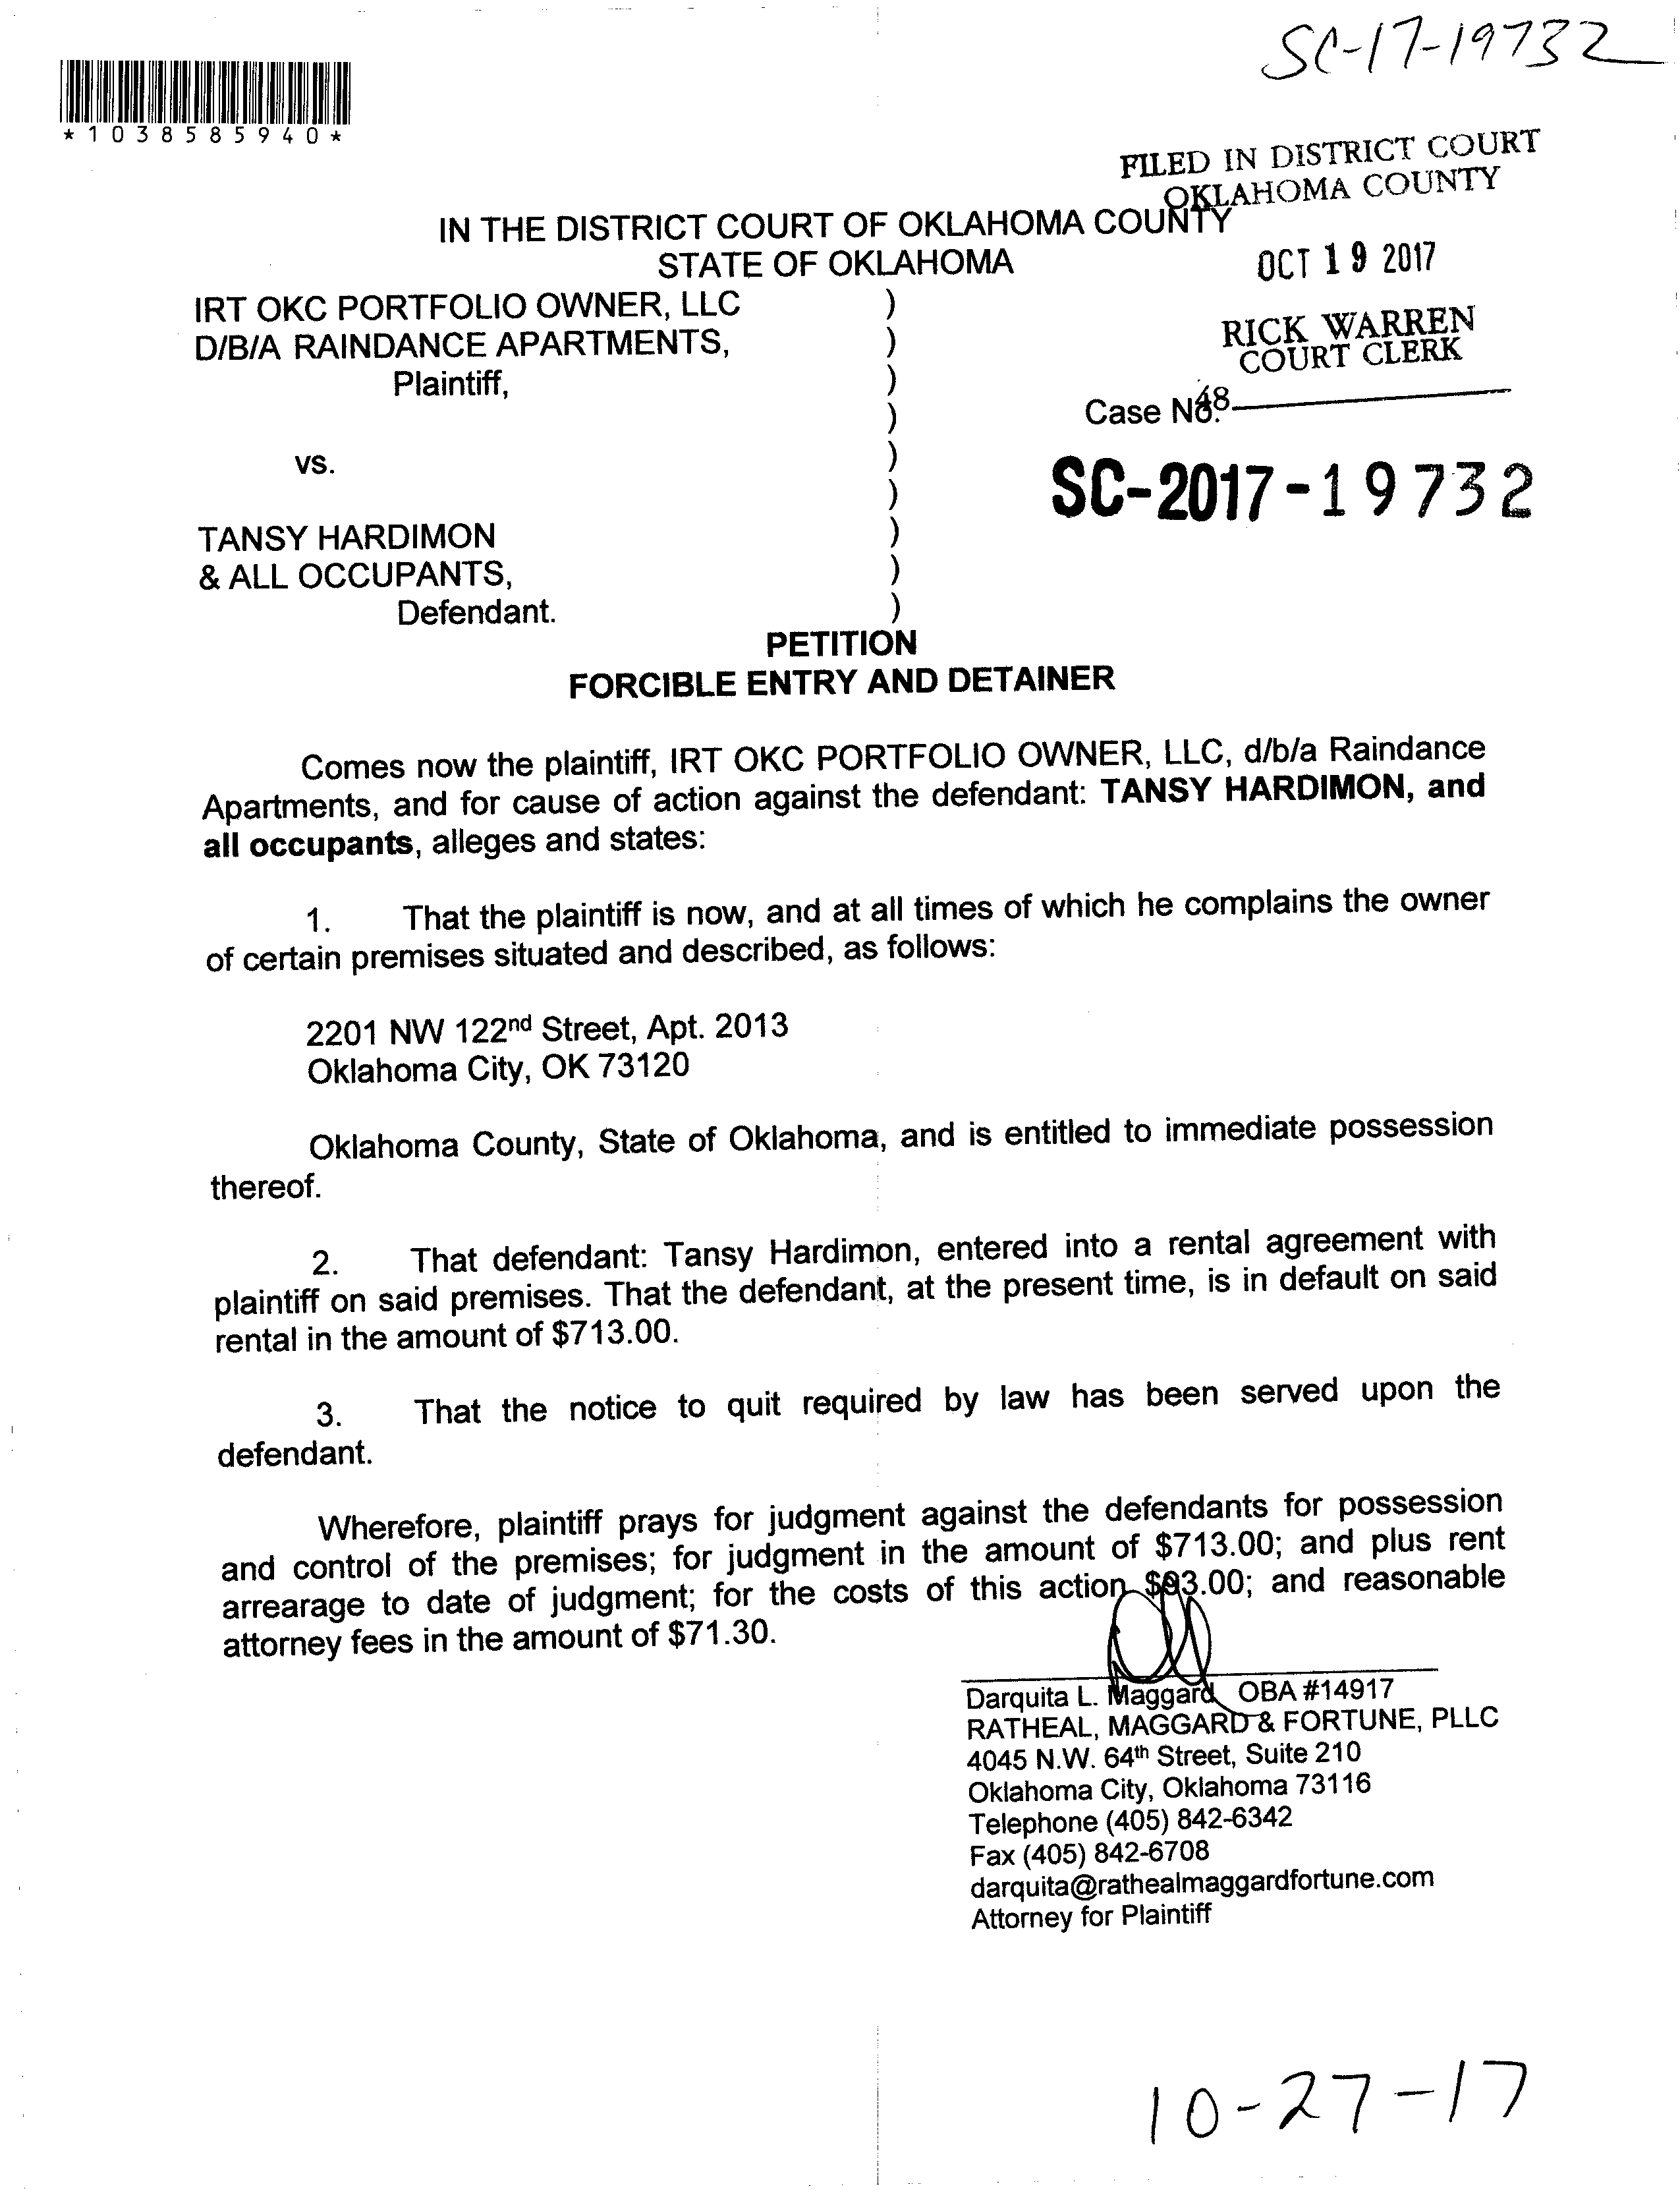 SC-17-19732
*1038585940*
FILED IN DISTRICT COURT
OKLAHOMA COUNTY
IN THE DISTRICT COURT OF OKLAHOMA COUNTY
STATE OF OKLAHOMA
OCT 19 2017
IRT OKC PORTFOLIO OWNER, LLC )
D/B/A RAINDANCE APARTMENTS, )
Plaintiff, )
RICK WARREN
COURT CLERK
)
Case No.
48
vs. )
SC-2017-19732
)
TANSY HARDIMON )
& ALL OCCUPANTS, )
Defendant. )
PETITION
FORCIBLE ENTRY AND DETAINER
Comes now the plaintiff, IRT OKC PORTFOLIO OWNER, LLC, d/b/a Raindance
Apartments, and for cause of action against the defendant: TANSY HARDIMON, and
all occupants, alleges and states:
1. That the plaintiff is now, and at all times of which he complains the owner
of certain premises situated and described, as follows:
2201 NW 122nd Street, Apt. 2013
Oklahoma City, OK 73120
Oklahoma County, State of Oklahoma, and is entitled to immediate possession
thereof.
2. That defendant: Tansy Hardimon, entered into a rental agreement with
plaintiff on said premises. That the defendant, at the present time, is in default on said
rental in the amount of $713.00.
3. That the notice to quit required by law has been served upon the
defendant.
Wherefore, plaintiff prays for judgment against the defendants for possession
and control of the premises; for judgment in the amount of $713.00; and plus rent
arrearage to date of judgment; for the costs of this action and reasonable
attorney fees in the amount of $71.30.
Darquita L. Maggard OBA #14917
RATHEAL, MAGGARD & FORTUNE, PLLC
4045 N.W. 64th Street, Suite 210
Oklahoma City, Oklahoma 73116
Telephone (405) 842-6342
Fax (405) 842-6708
darquita@rathealmaggardfortune.com
Attorney for Plaintiff
10-27-17